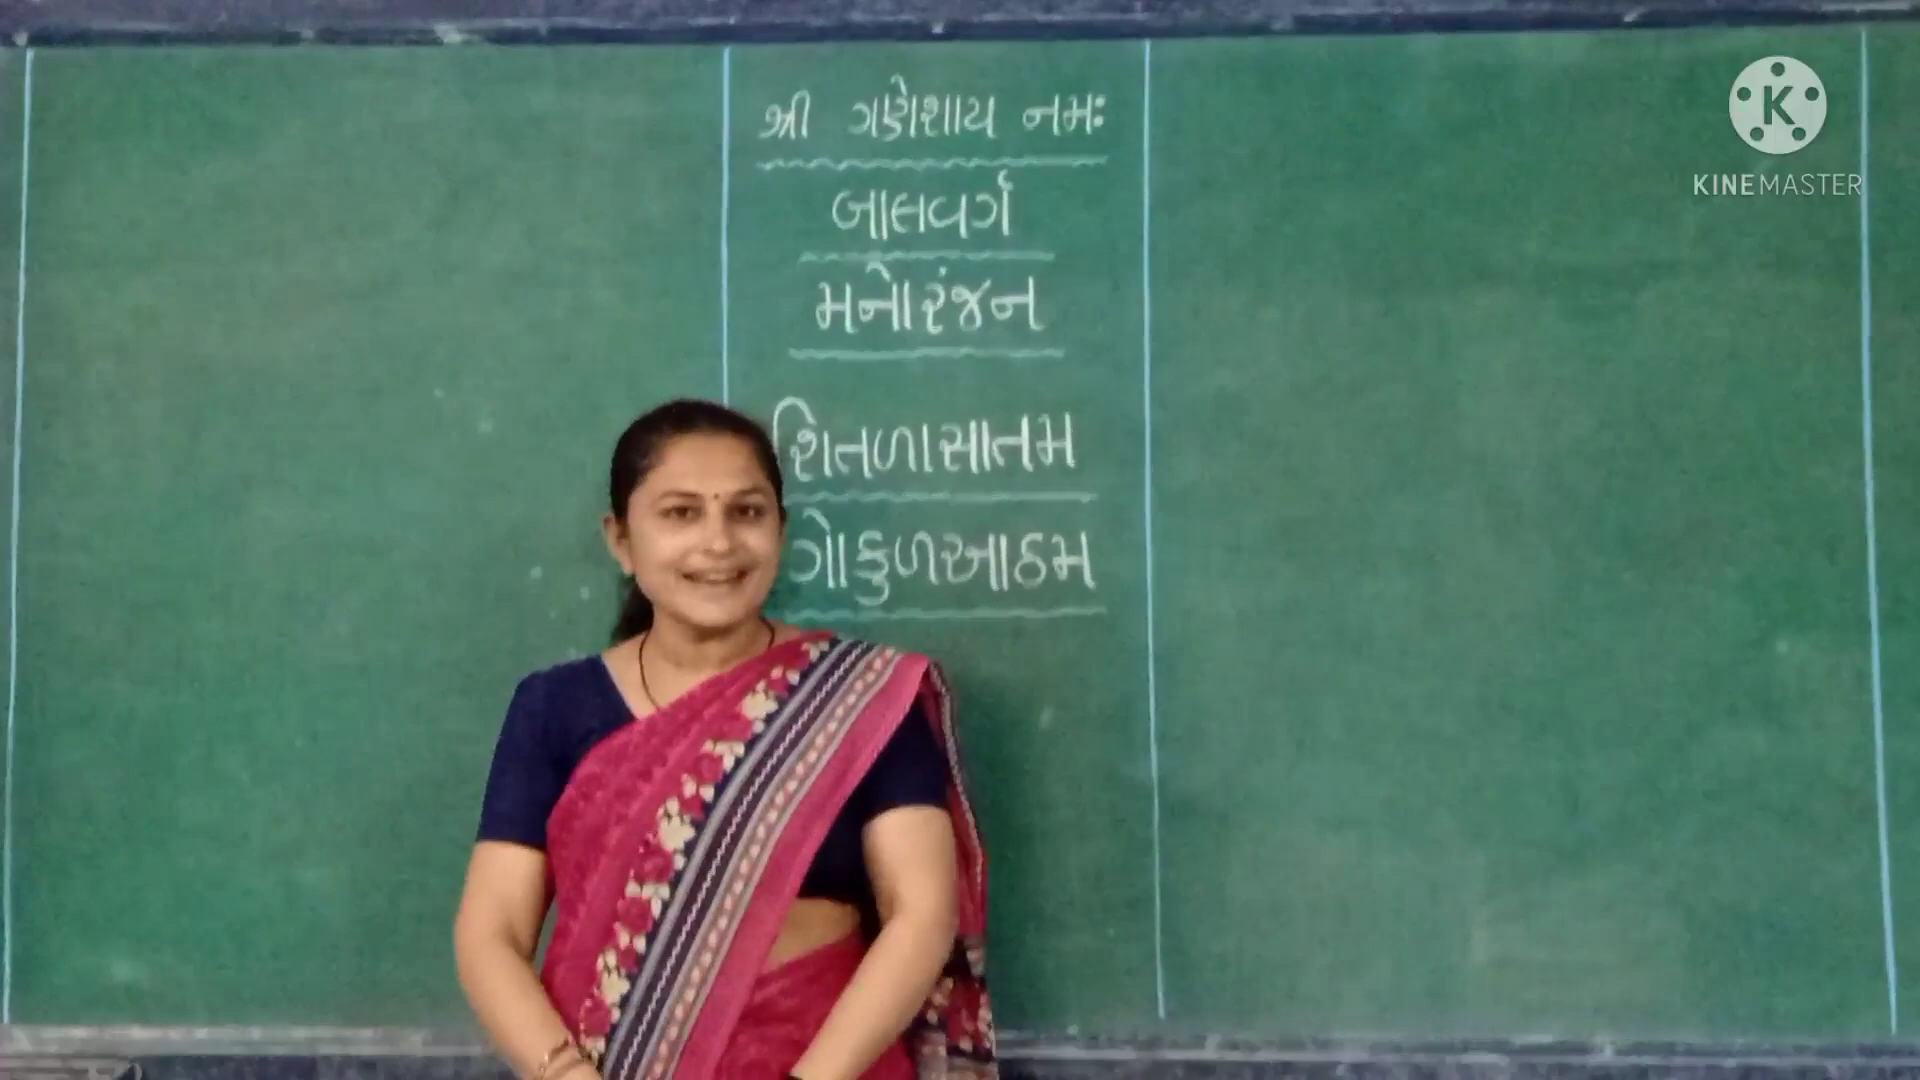 શ્રી ગણેશાય નમઃ
બાલવર્ગ
મનોરંજન
શિતળાસાતમ
ગોકુળઆઠમ
K
KINEMASTER